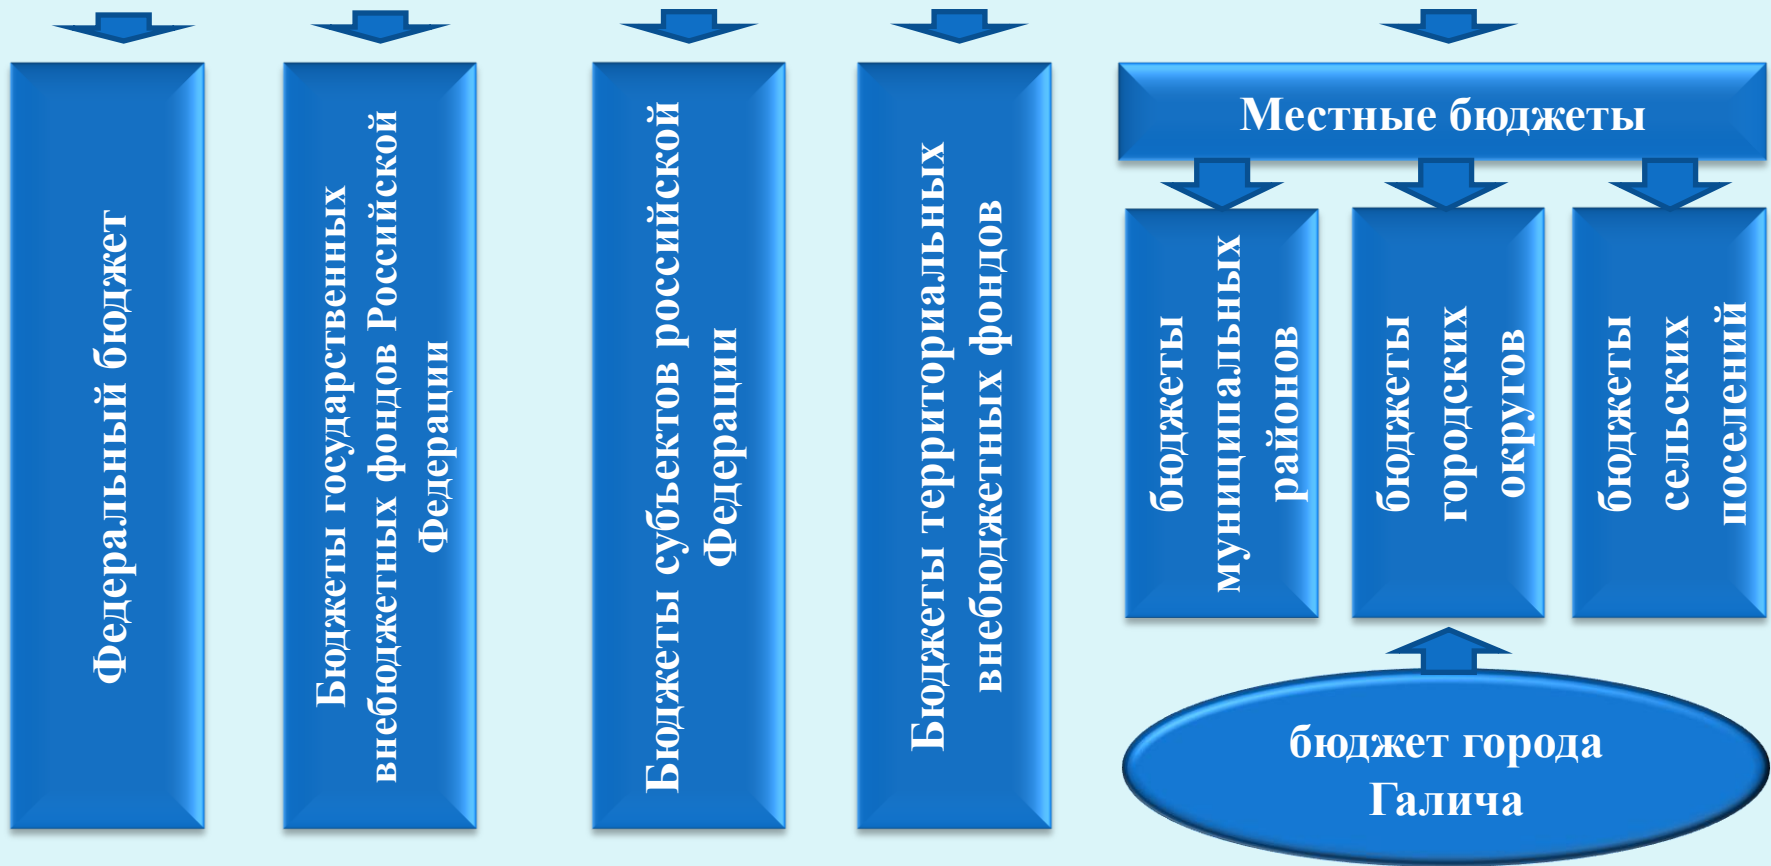 Федеральный бюджет
Бюджеты государственных
внебюджетных фондов Российской
Федерации
Бюджеты субъектов российской
Федерации
Бюджеты территориальных
внебюджетных фондов
Местные бюджеты
бюджеты
муниципальных
районов
бюджеты
городских
округов
бюджеты
сельских
поселений
бюджет города
Галича